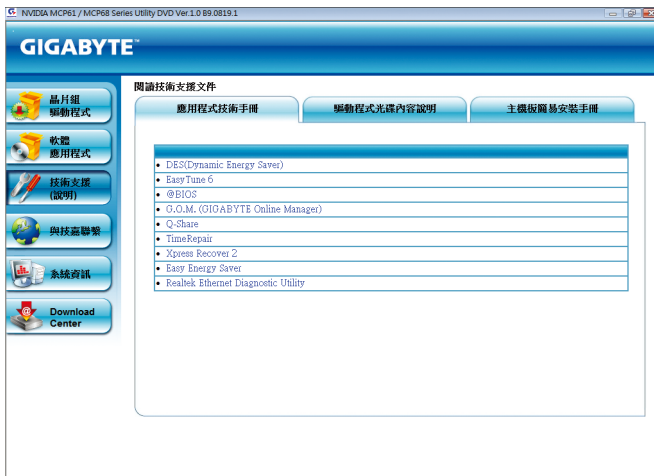 NVIDIA MCP61 / MCP68 Series Utility DVD Ver.1.0 B9.0819.1
GIGABYTE™
晶片組
驅動程式
軟體
應用程式
技術支援
(說明)
與技嘉聯繫
系統資訊
Download
Center
閱讀技術支援文件
應用程式技術手冊
驅動程式光碟內容說明
主機板簡易安裝手冊
• DES(Dynamic Energy Saver)
• EasyTune 6
• @BIOS
• G.O.M. (GIGABYTE Online Manager)
• Q-Share
• TimeRepair
• Xpress Recover 2
• Easy Energy Saver
• Realtek Ethernet Diagnostic Utility